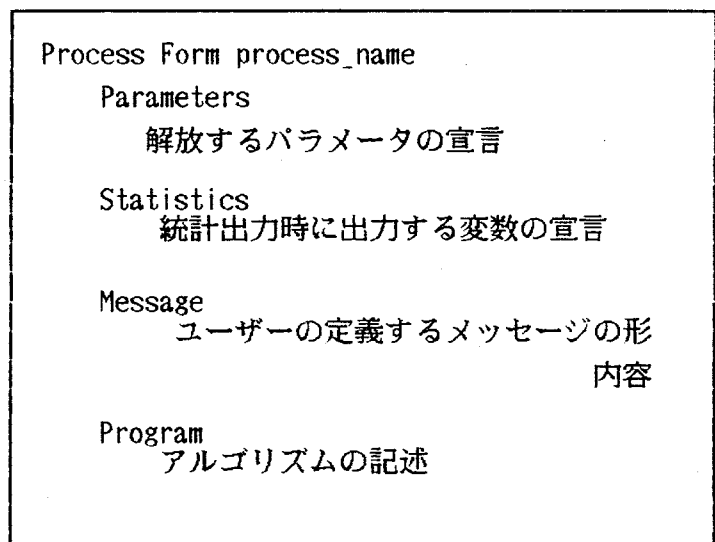 Process Form process_name
Parameters
解放するパラメータの宣言
Statistics
統計出力時に出力する変数の宣言
Message
ユーザーの定義するメッセージの形
内容
Program
アルゴリズムの記述